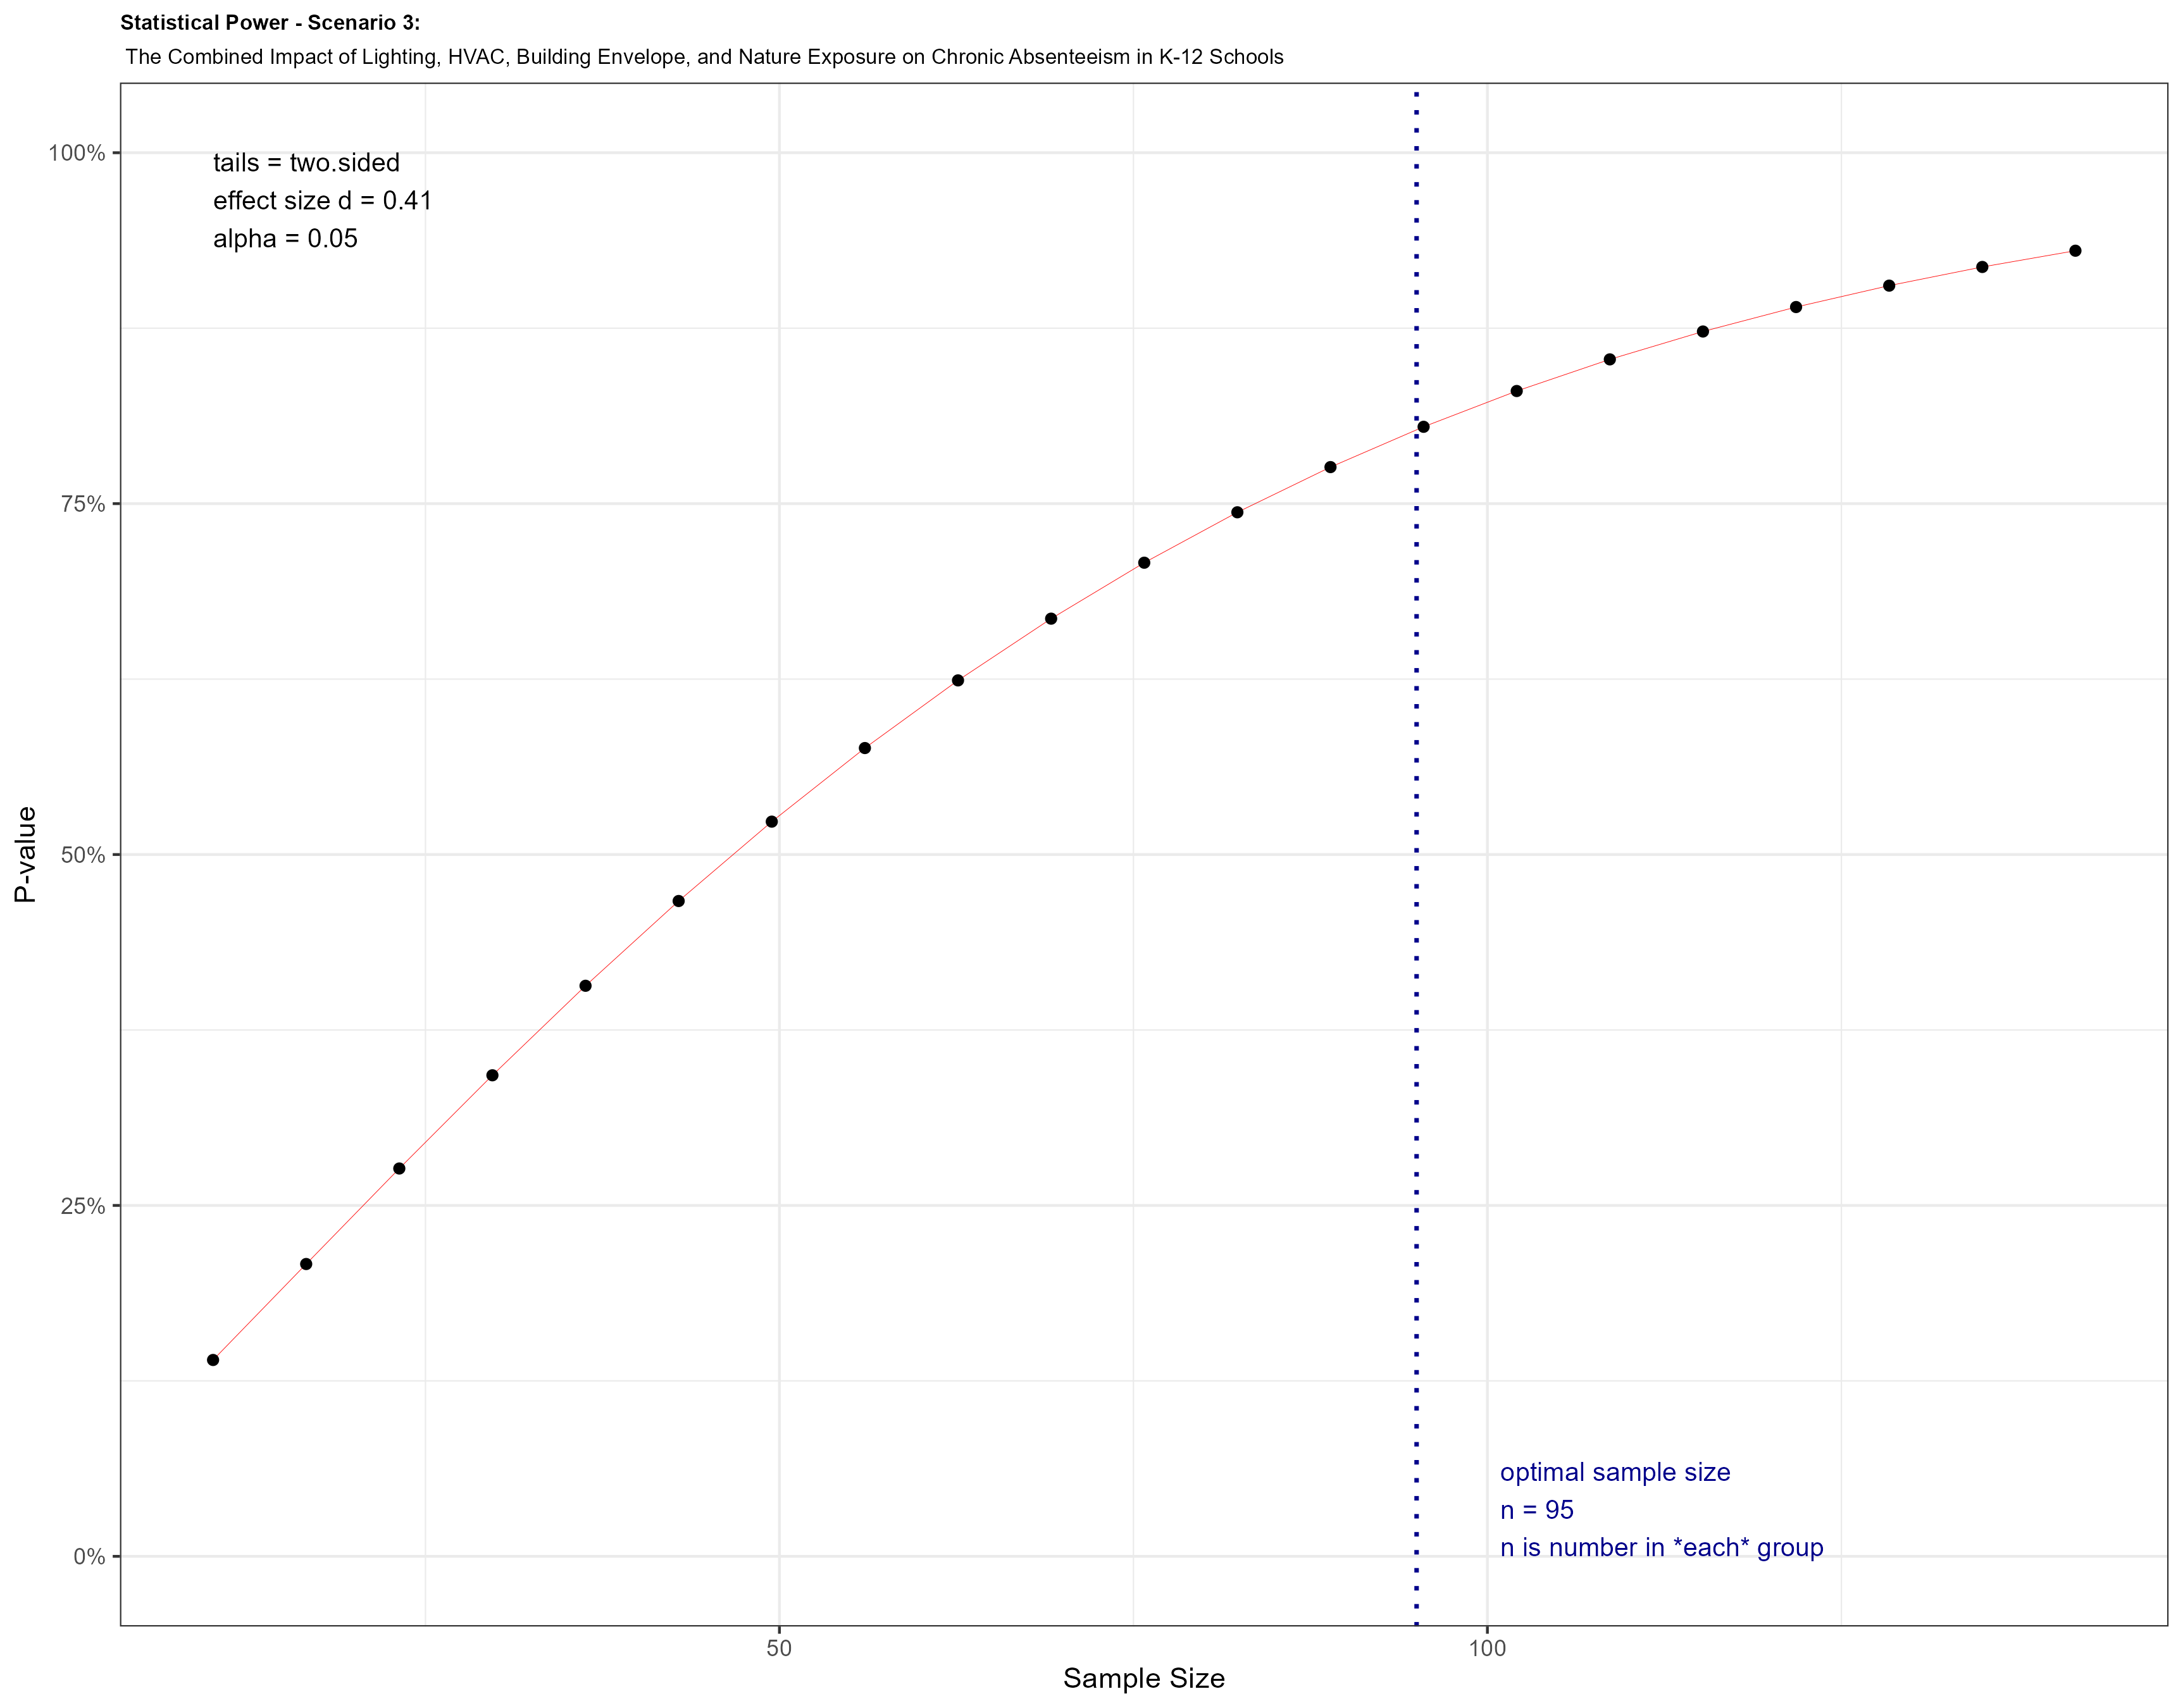 Statistical Power - Scenario 3:
The Combined Impact of Lighting, HVAC, Building Envelope, and Nature Exposure on Chronic Absenteeism in K-12 Schools
100%
tails = two.sided
effect size d = 0.41
alpha = 0.05
75%
P-value
50%
25%
optimal sample size
n = 95
n is number in *each* group
0%
50
100
Sample Size